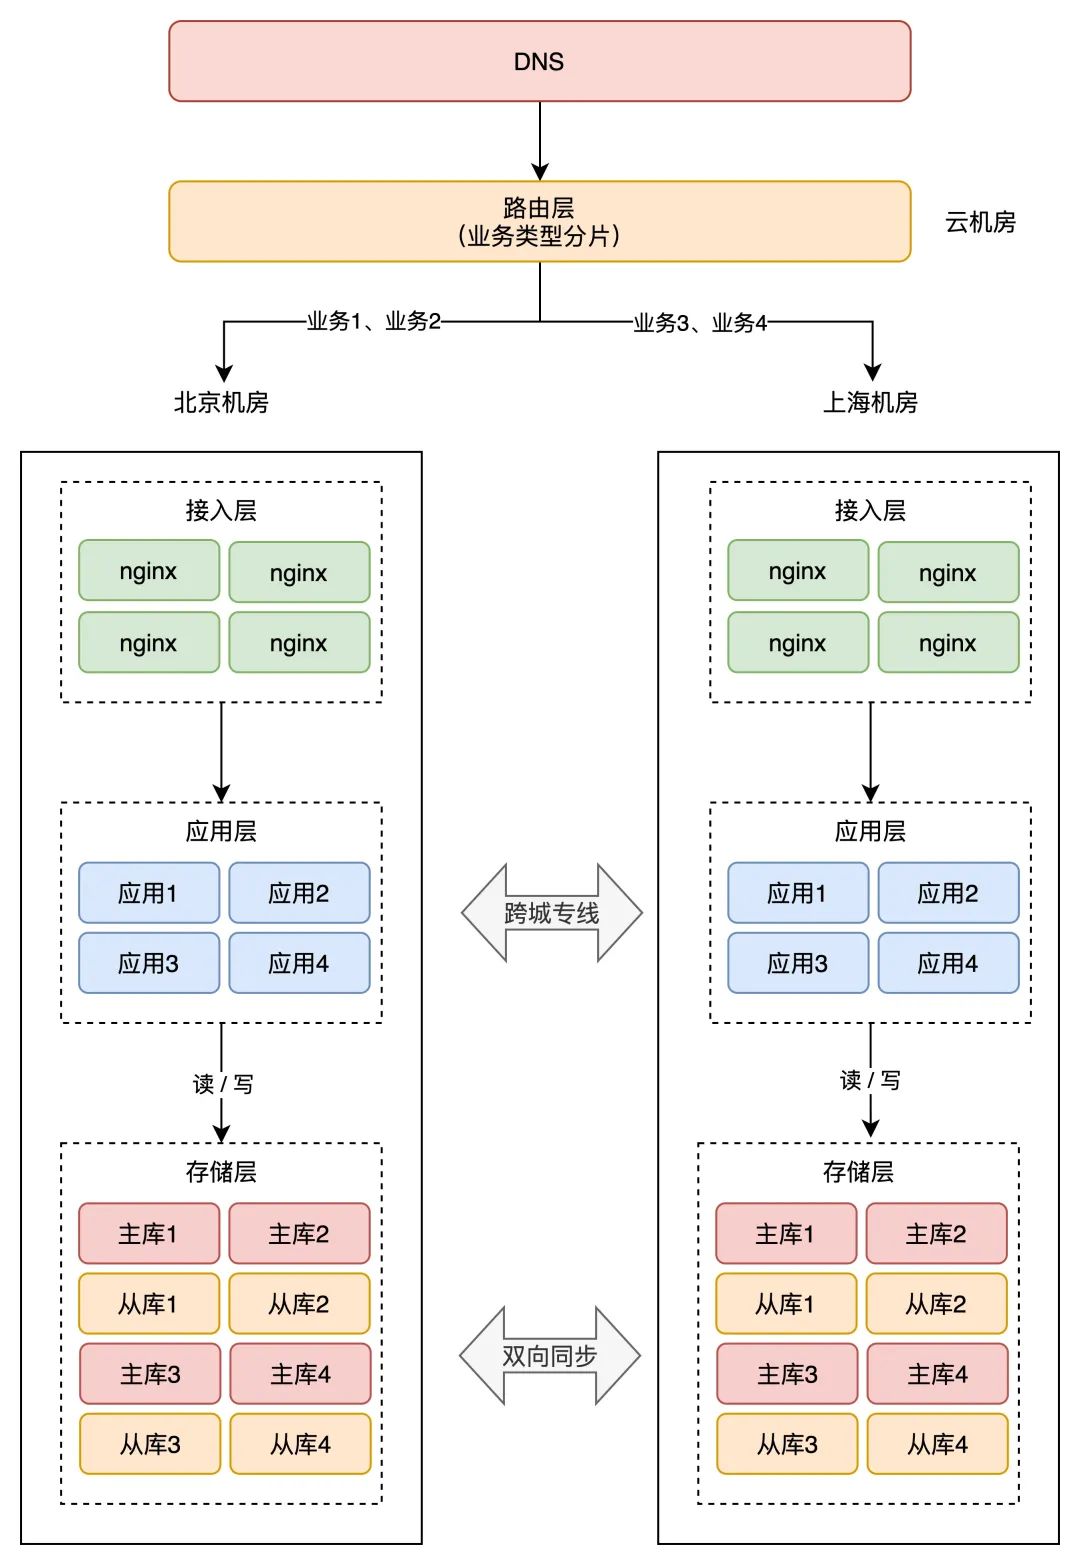 DNS
路由层
(业务类型分片)
云机房
业务1、业务2
业务3、业务4
北京机房
上海机房
接入层
nginx
nginx
nginx
nginx
应用层
应用1
应用2
应用3
应用4
读 / 写
存储层
主库1
主库2
从库1
从库2
主库3
主库4
从库3
从库4
跨城专线
双向同步
接入层
nginx
nginx
nginx
nginx
应用层
应用1
应用2
应用3
应用4
读 / 写
存储层
主库1
主库2
从库1
从库2
主库3
主库4
从库3
从库4